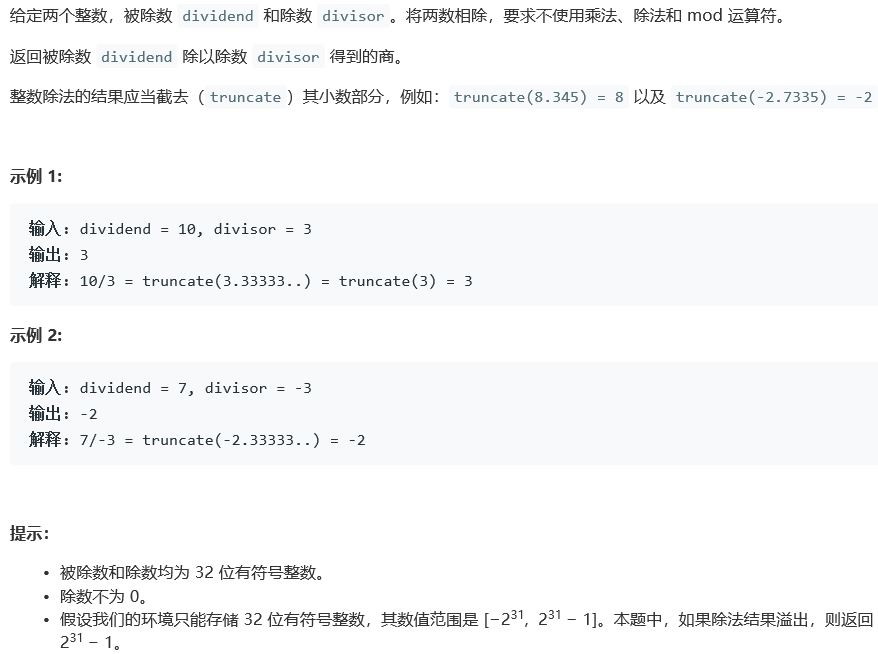 给定两个整数，被除数 dividend 和除数 divisor。将两数相除，要求不使用乘法、除法和 mod 运算符。
返回被除数 dividend 除以除数 divisor 得到的商。
整数除法的结果应当截去（truncate）其小数部分，例如：truncate(8.345) = 8 以及 truncate(-2.7335) = -2
示例 1:
输入: dividend = 10, divisor = 3
输出: 3
解释: 10/3 = truncate(3.33333..) = truncate(3) = 3
示例 2:
输入: dividend = 7, divisor = -3
输出: -2
解释: 7/-3 = truncate(-2.33333..) = -2
提示：
• 被除数和除数均为 32 位有符号整数。
• 除数不为 0。
• 假设我们的环境只能存储 32 位有符号整数，其数值范围是 [−2³¹, 2³¹ − 1]。本题中，如果除法结果溢出，则返回
2³¹ − 1。